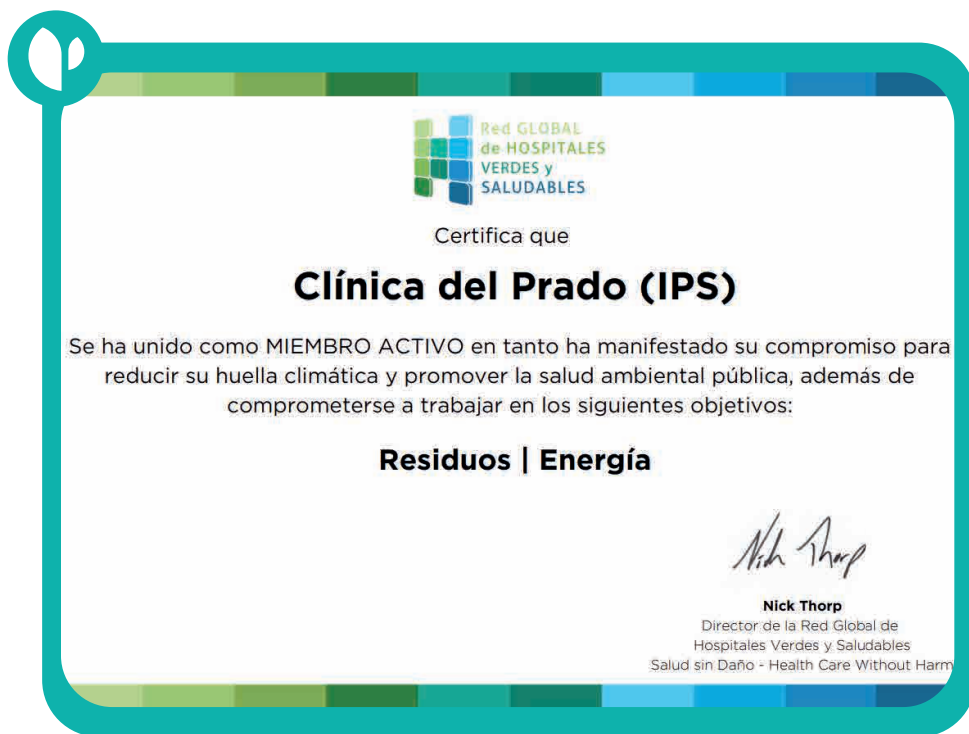 Red GLOBAL
de HOSPITALES
VERDES y
SALUDABLES
Certifica que
Clínica del Prado (IPS)
Se ha unido como MIEMBRO ACTIVO en tanto ha manifestado su compromiso para
reducir su huella climática y promover la salud ambiental pública, además de
comprometerse a trabajar en los siguientes objetivos:
Residuos | Energía
Nick Thorp
Nick Thorp
Director de la Red Global de
Hospitales Verdes y Saludables
Salud sin Daño - Health Care Without Harm